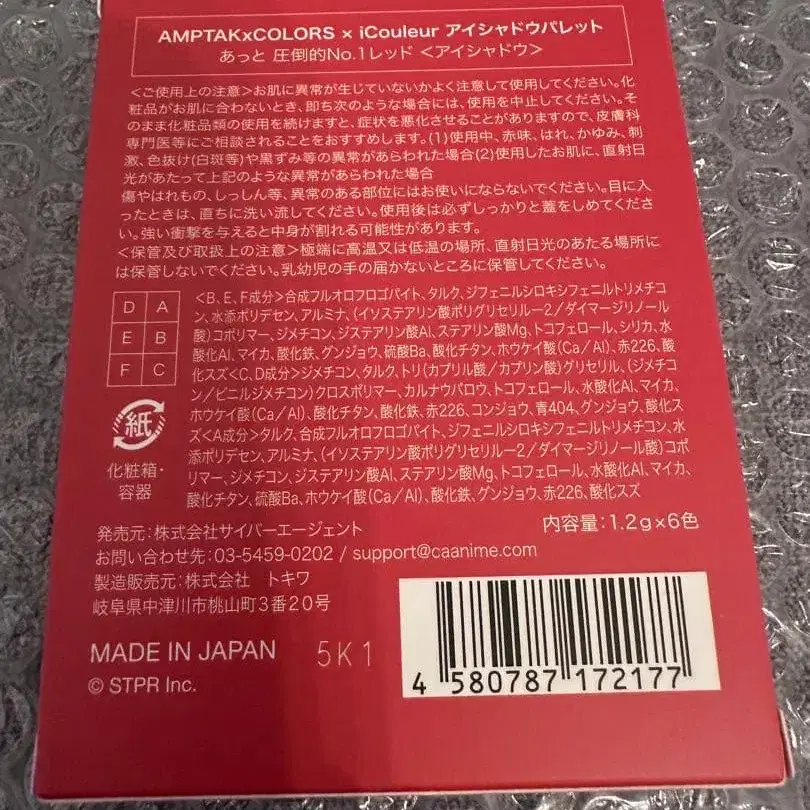 AMPTAKxCOLORS × iCouleur アイシャドウパレット
あっと 圧倒的No.1レッド <アイシャドウ>
<ご使用上の注意>お肌に異常が生じていないかよく注意して使用してください。化
粧品がお肌に合わないとき、即ち次のような場合には、使用を中止してください。そ
のまま化粧品類の使用を続けますと、症状を悪化させることがありますので、皮膚科
専門医等にご相談されることをおすすめします。(1)使用中、赤味、はれ、かゆみ、刺
激、色抜け(白斑等)や黒ずみ等の異常があらわれた場合(2)使用したお肌に、直射日
光があたって上記のような異常があらわれた場合
傷やはれもの、しっしん等、異常のある部位にはお使いにならないでください。目に入
ったときは、直ちに洗い流してください。使用後は必ずしっかりと蓋をしめてくださ
い。強い衝撃を与えると中身が割れる可能性があります。
<保管及び取扱上の注意>極端に高温又は低温の場所、直射日光のあたる場所に
は保管しないでください。乳幼児の手の届かないところに保管してください。
D A
E B
F C
<B、E、F成分>合成フルオロフロゴパイト、タルク、ジフェニルシロキシフェニルトリメチコ
ン、水添ポリデセン、アルミナ、(イソステアリン酸ポリグリセリル－2／ダイマージリノール
酸)コポリマー、ジメチコン、ジステアリン酸Al、ステアリン酸Mg、トコフェロール、シリカ、水
酸化Al、マイカ、酸化鉄、グンジョウ、硫酸Ba、酸化チタン、ホウケイ酸(Ca／Al)、赤226、酸
化スズ<C、D成分>ジメチコン、タルク、トリ(カプリル酸／カプリン酸)グリセリル、(ジメチコ
ン／ビニルジメチコン)クロスポリマー、カルナウバロウ、トコフェロール、水酸化Al、マイカ、
ホウケイ酸(Ca／Al)、酸化チタン、酸化鉄、赤226、コンジョウ、青404、グンジョウ、酸化ス
ズ<A成分>タルク、合成フルオロフロゴパイト、ジフェニルシロキシフェニルトリメチコン、水
添ポリデセン、アルミナ、(イソステアリン酸ポリグリセリル－2／ダイマージリノール酸)コポ
リマー、ジメチコン、ジステアリン酸Al、ステアリン酸Mg、トコフェロール、水酸化Al、マイカ、
酸化チタン、硫酸Ba、ホウケイ酸(Ca／Al)、酸化鉄、グンジョウ、赤226、酸化スズ
紙
化粧箱・
容器
発売元：株式会社サイバーエージェント
内容量：1.2g×6色
お問い合わせ先：03-5459-0202 / support@caanime.com
製造販売元：株式会社 トキワ
岐阜県中津川市桃山町3番20号
MADE IN JAPAN 5K1
© STPR Inc.
4 580787 172177